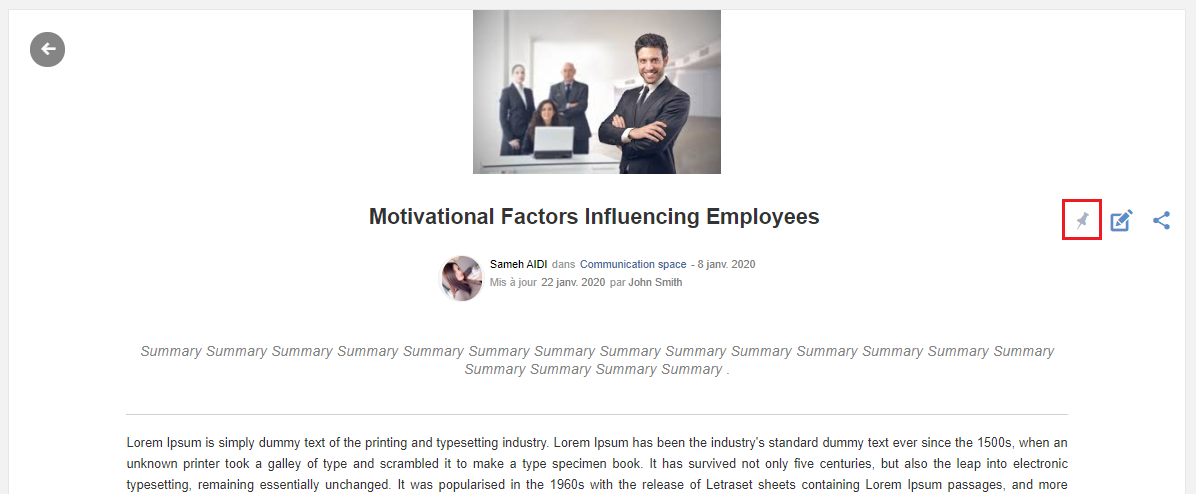 Motivational Factors Influencing Employees
Sameh AIDI dans Communication space - 8 janv. 2020
Mis à jour 22 janv. 2020 par John Smith
Summary Summary Summary Summary Summary Summary Summary Summary Summary Summary Summary Summary Summary Summary
Summary Summary Summary Summary .
Lorem Ipsum is simply dummy text of the printing and typesetting industry. Lorem Ipsum has been the industry's standard dummy text ever since the 1500s, when an
unknown printer took a galley of type and scrambled it to make a type specimen book. It has survived not only five centuries, but also the leap into electronic
typesetting, remaining essentially unchanged. It was popularised in the 1960s with the release of Letraset sheets containing Lorem Ipsum passages, and more